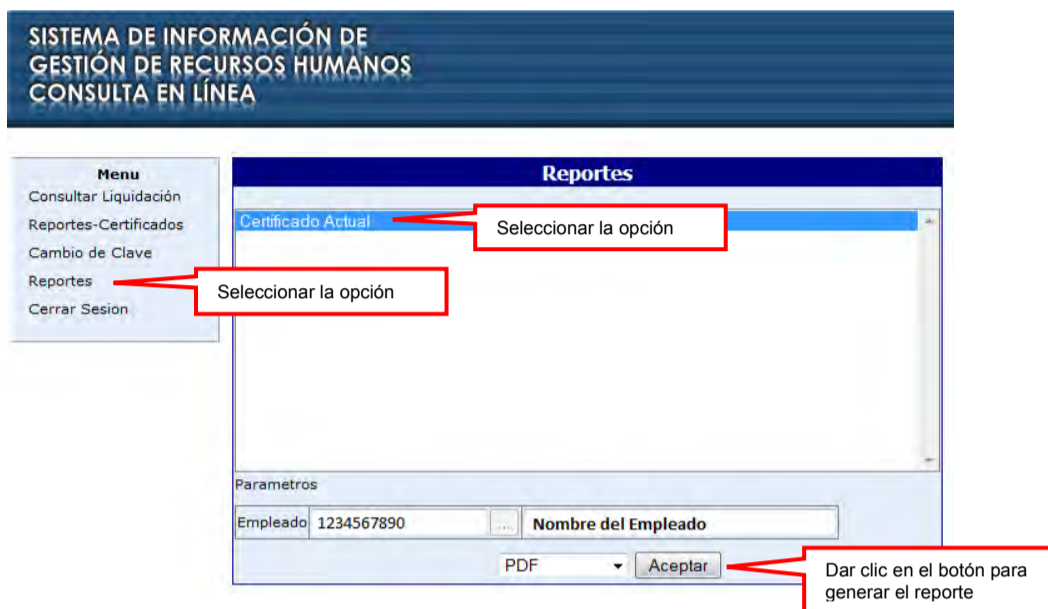 SISTEMA DE INFORMACIÓN DE
GESTIÓN DE RECURSOS HUMANOS
CONSULTA EN LÍNEA
Menu
Consultar Liquidación
Reportes-Certificados
Cambio de Clave
Reportes
Cerrar Sesion
Seleccionar la opción
Reportes
Certificado Actual
Seleccionar la opción
Parametros
Empleado 1234567890 ... Nombre del Empleado
PDF Aceptar
Dar clic en el botón para
generar el reporte